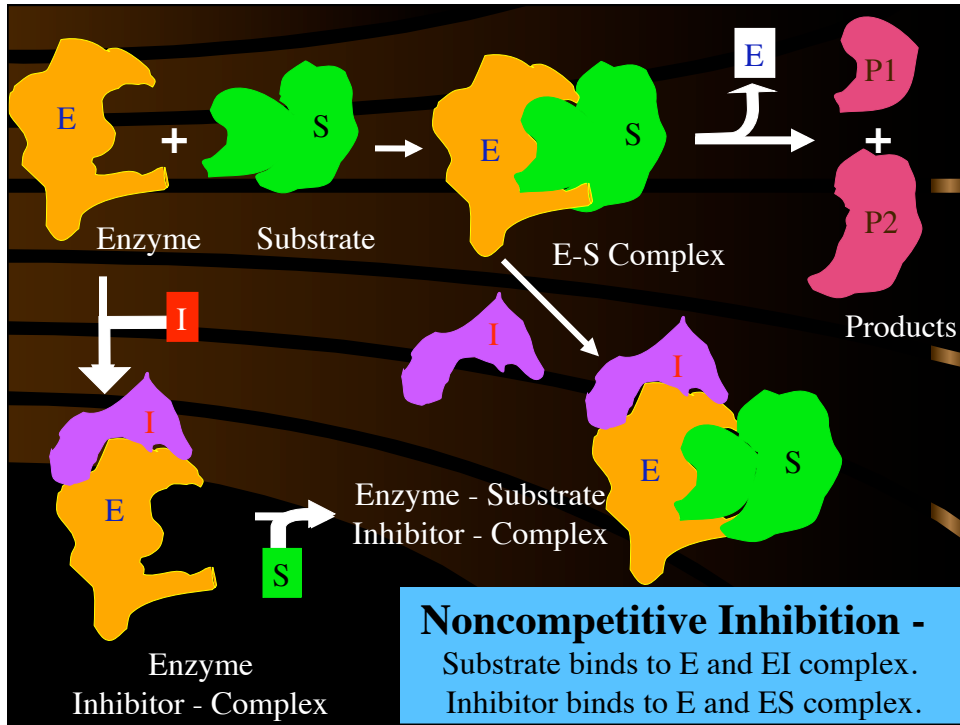 E
P1
E
S
E
S
+
+
P2
Enzyme
Substrate
E-S Complex
Products
I
I
I
I
E
S
E
Enzyme - Substrate
Inhibitor - Complex
S
Enzyme
Inhibitor - Complex
Noncompetitive Inhibition -
Substrate binds to E and EI complex.
Inhibitor binds to E and ES complex.